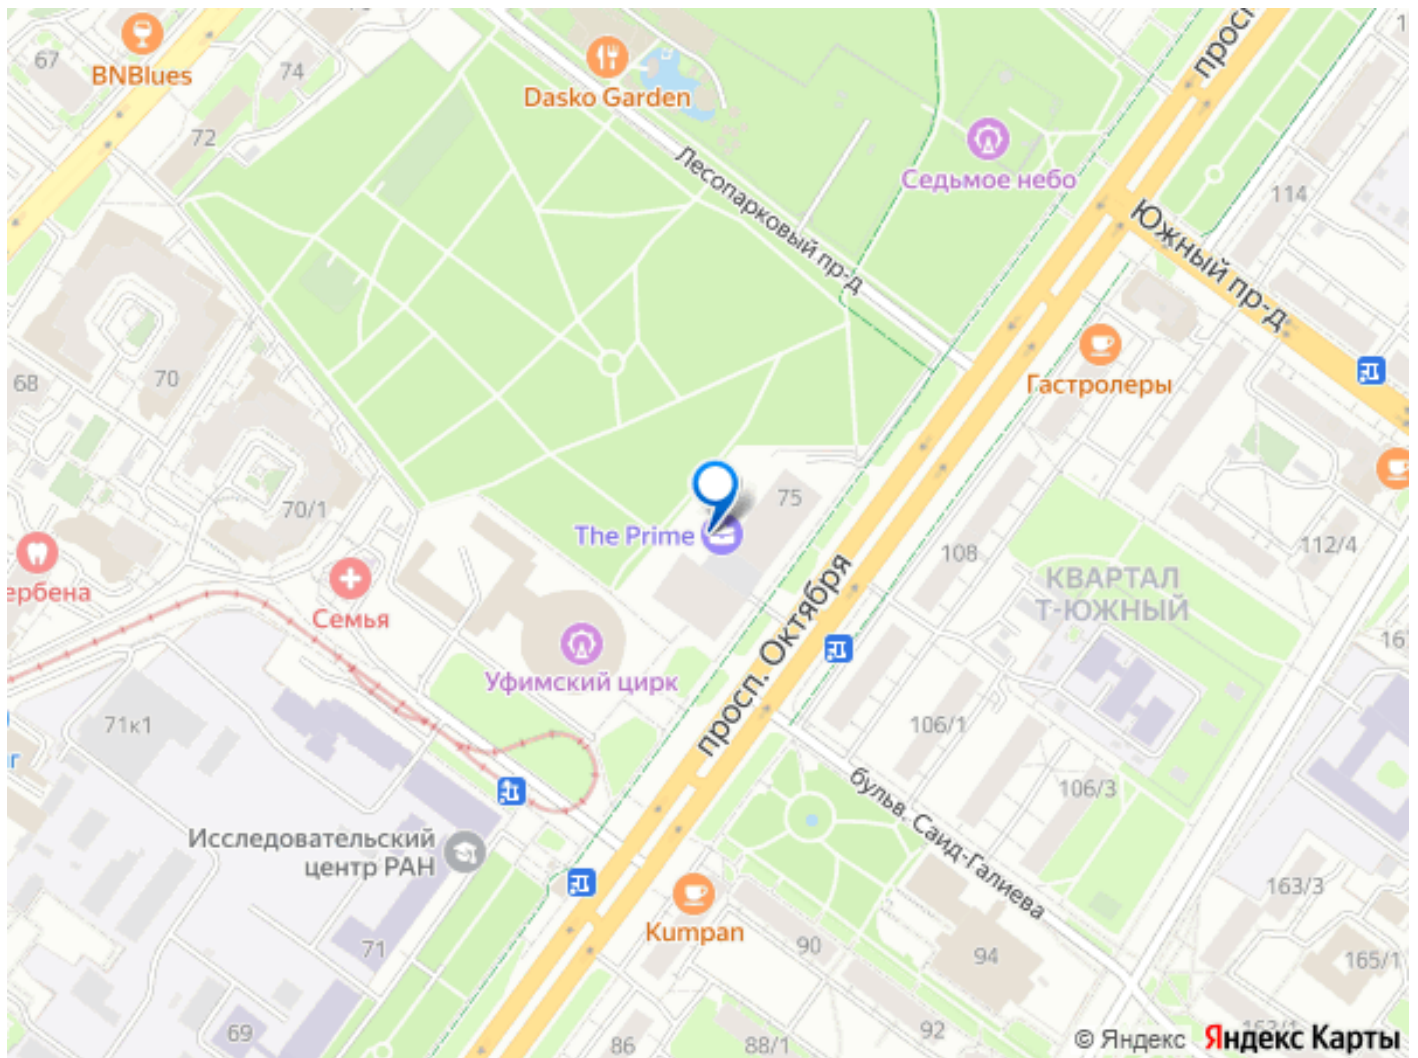 67
BNBlues
74
72
Dasko Garden
просп
Седьмое небо
114
Лесопарковый пр-д
Южный пр-д
Гастролеры
68
70
70/1
75
The Prime
108
112/4
КВАРТАЛ
Т-ЮЖНЫЙ
просп. Октября
Семья
Уфимский цирк
71к1
106/1
106/3
бульв. Саид-Галиева
Исследовательский
центр РАН
71
69
Kumpan
90
94
163/3
165/1
86
88/1
92
© Яндекс Яндекс Карты